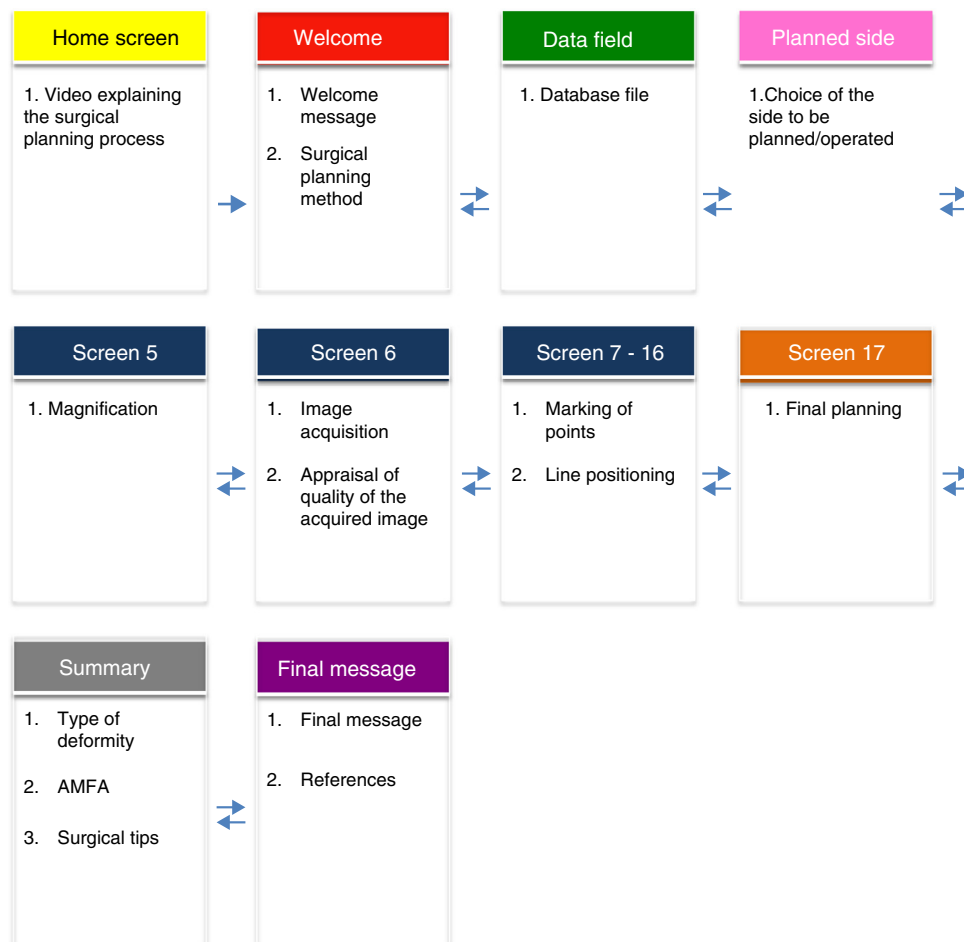 Home screen
1. Video explaining
the surgical
planning process
Welcome
1. Welcome
message
2. Surgical
planning
method
Data field
1. Database file
Planned side
1.Choice of the
side to be
planned/operated
Screen 5
1. Magnification
Screen 6
1. Image
acquisition
2. Appraisal of
quality of the
acquired image
Screen 7 - 16
1. Marking of
points
2. Line positioning
Screen 17
1. Final planning
Summary
1. Type of
deformity
2. AMFA
3. Surgical tips
Final message
1. Final message
2. References